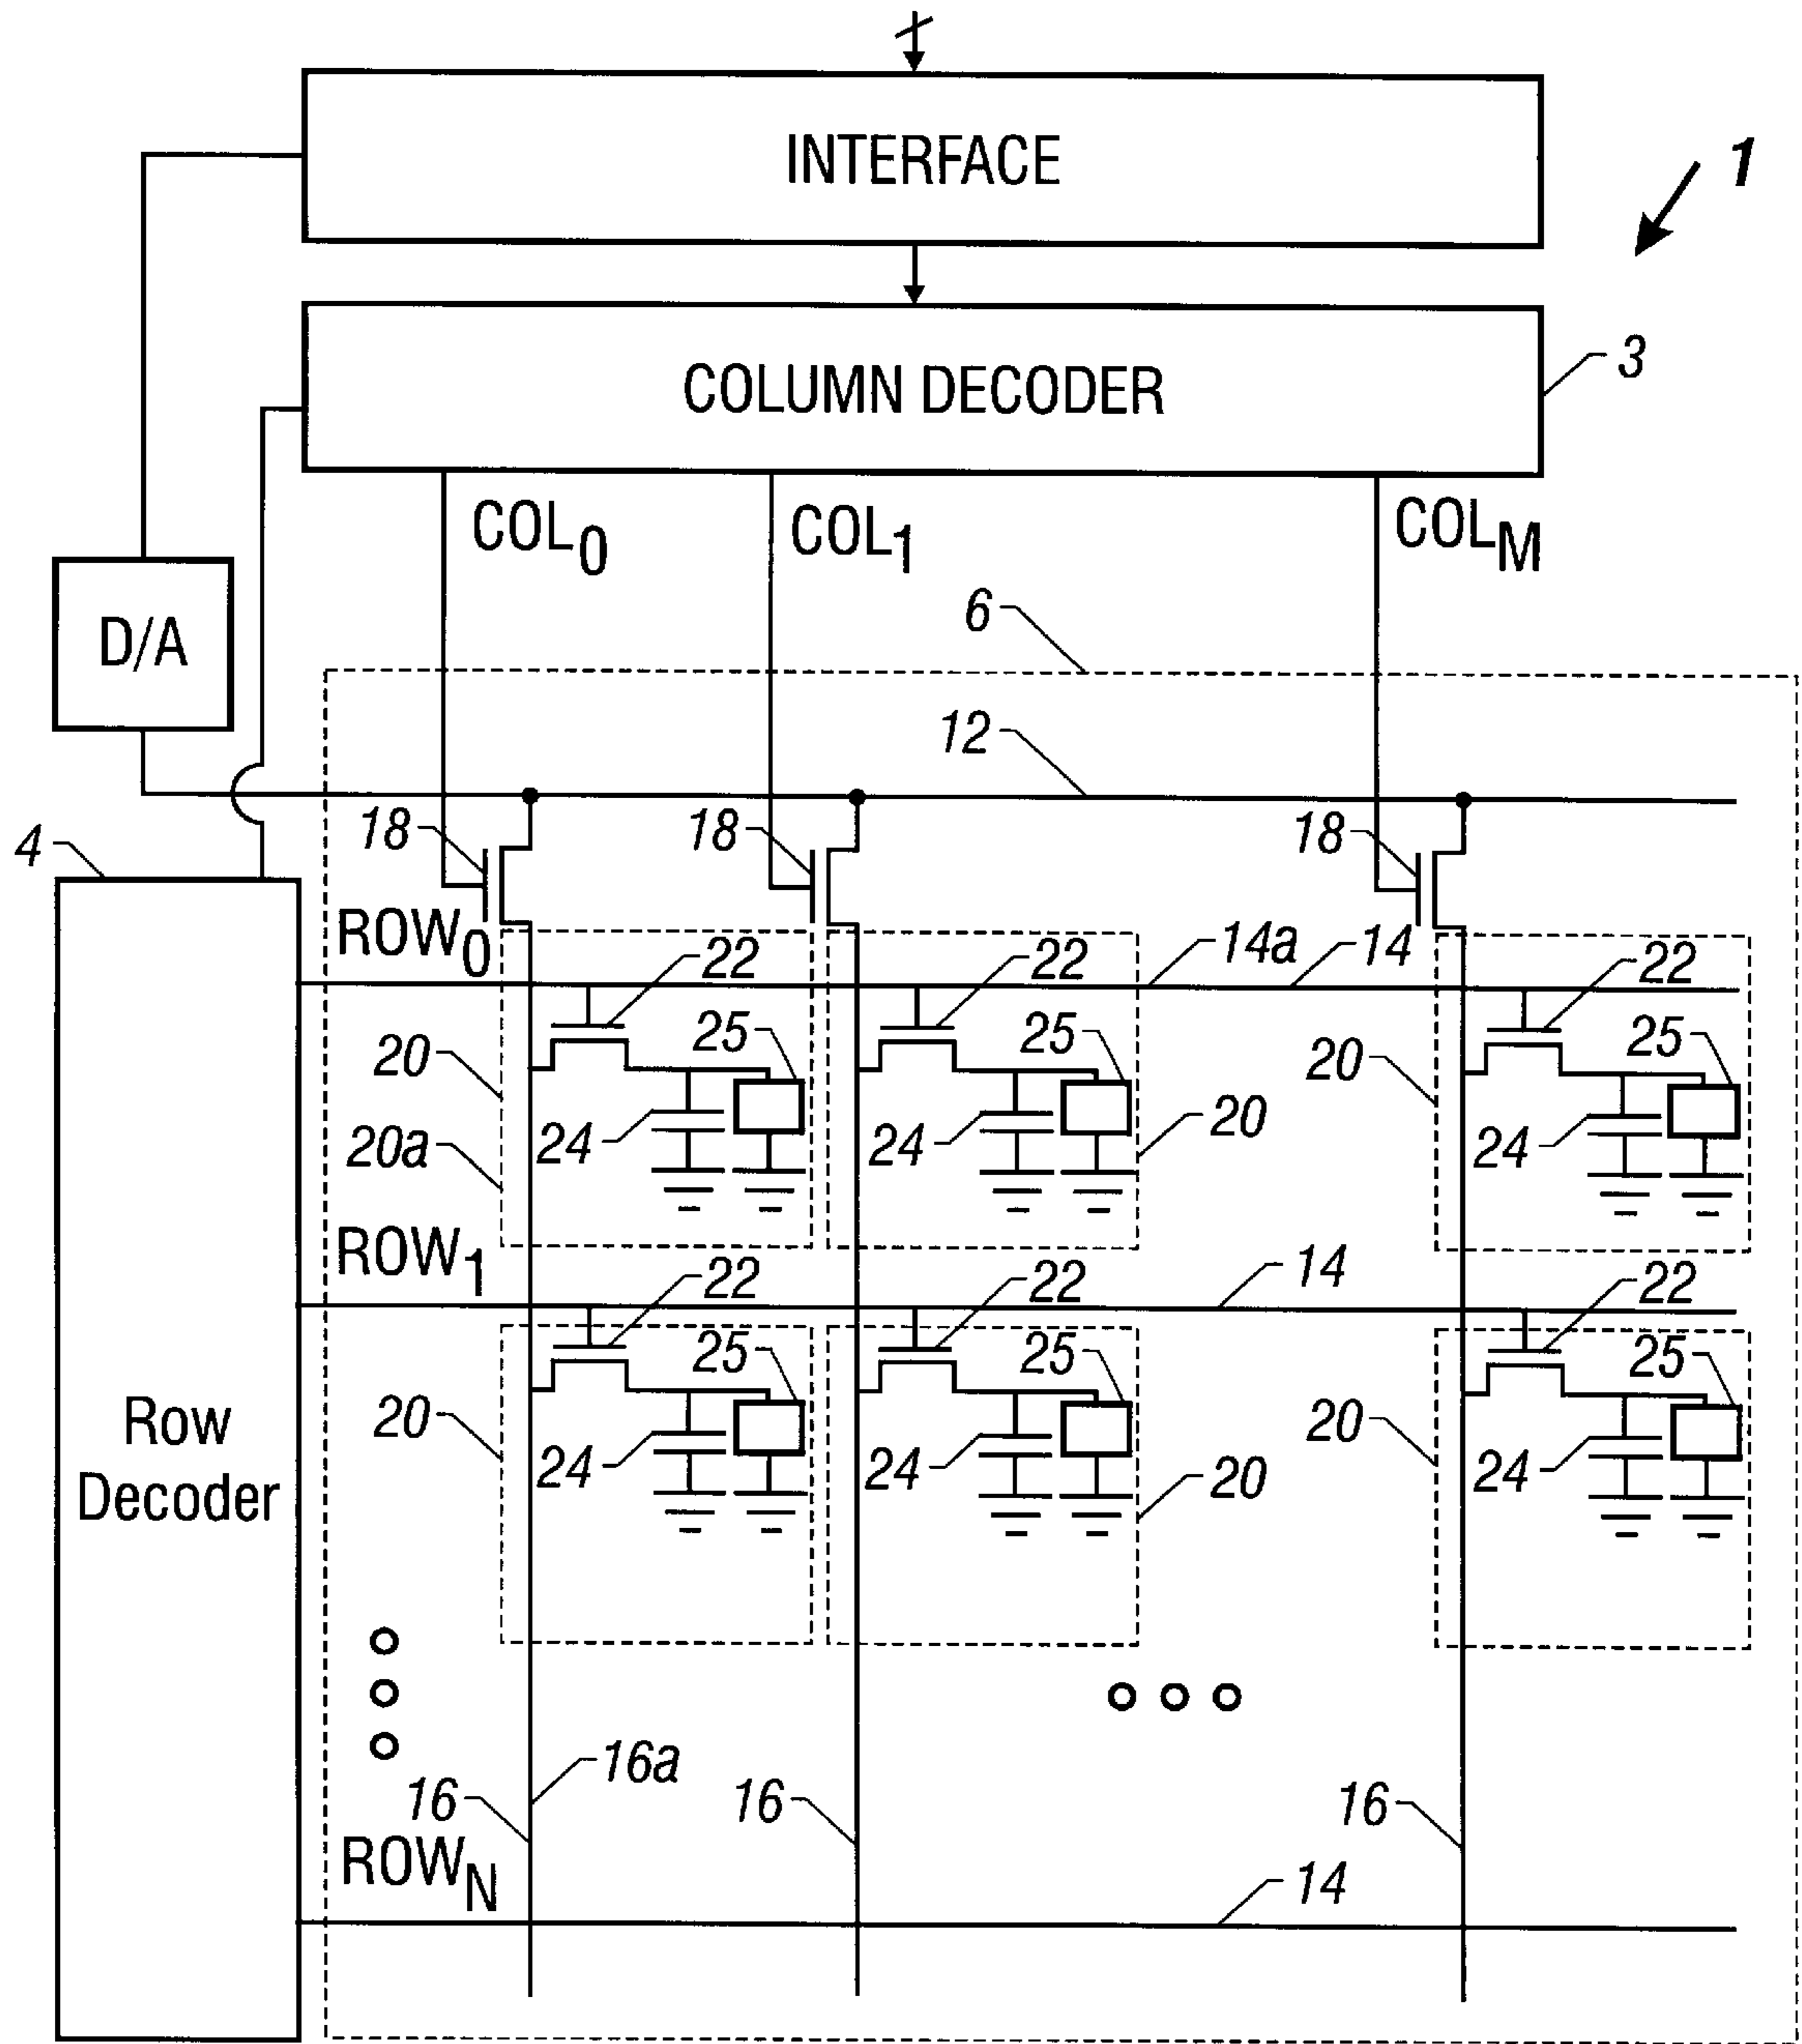 INTERFACE
1
COLUMN DECODER
3
COL0 COL1 COLM
D/A
6
12
18 18 18
4
ROW0
22 22 14a 14 22
25 25 25
20 20
20a
24 24 20 24
ROW1
22 22 14 22
25 25 25
20 20
24 24 20 24
Row
Decoder
16a
16 16 16
ROWN
14